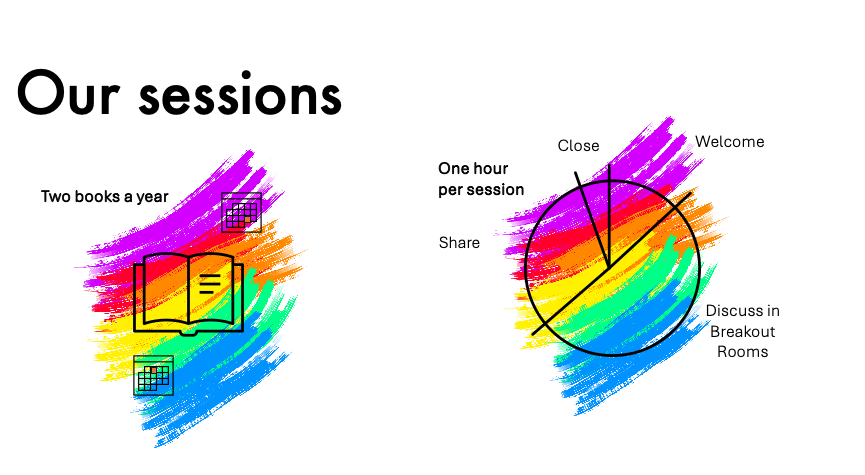 Our sessions
Two books a year
One hour
per session
Close
Welcome
Share
Discuss in
Breakout
Rooms